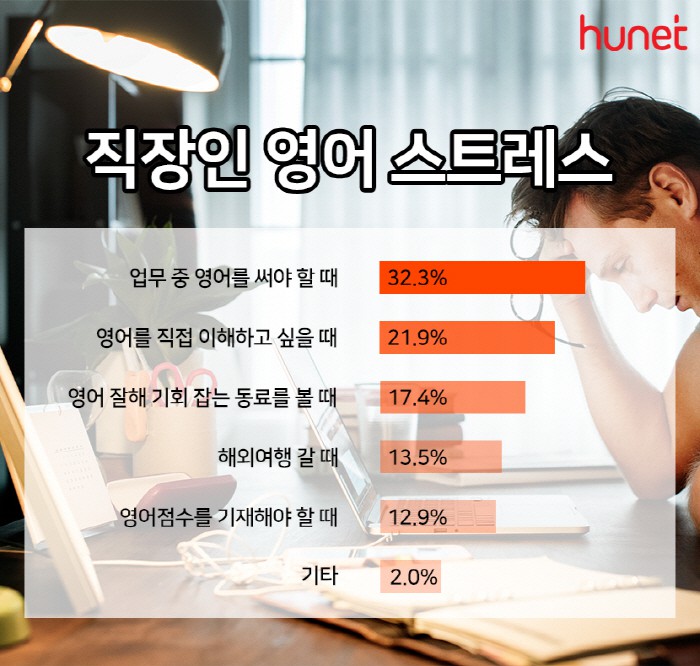 hunet
직장인 영어 스트레스
업무 중 영어를 써야 할 때 32.3%
영어를 직접 이해하고 싶을 때 21.9%
영어 잘해 기회 잡는 동료를 볼 때 17.4%
해외여행 갈 때 13.5%
영어점수를 기재해야 할 때 12.9%
기타 2.0%